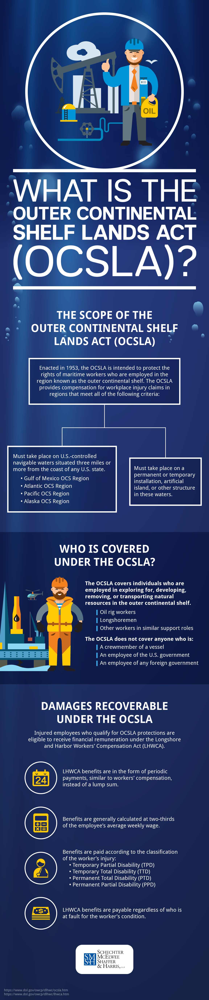 OIL
WHAT IS THE
OUTER CONTINENTAL
SHELF LANDS ACT
(OCSLA)?
THE SCOPE OF THE
OUTER CONTINENTAL SHELF
LANDS ACT (OCSLA)
Enacted in 1953, the OCSLA is intended to protect the
rights of maritime workers who are employed in the
region known as the outer continental shelf. The OCSLA
provides compensation for workplace injury claims in
regions that meet all of the following criteria:
Must take place on U.S.-controlled
navigable waters situated three miles or
more from the coast of any U.S. state.
• Gulf of Mexico OCS Region
• Atlantic OCS Region
• Pacific OCS Region
• Alaska OCS Region
Must take place on a
permanent or temporary
installation, artificial
island, or other structure
in these waters.
WHO IS COVERED
UNDER THE OCSLA?
The OCSLA covers individuals who are
employed in exploring for, developing,
removing, or transporting natural
resources in the outer continental shelf.
Oil rig workers
Longshoremen
Other workers in similar support roles
The OCSLA does not cover anyone who is:
A crewmember of a vessel
An employee of the U.S. government
An employee of any foreign government
DAMAGES RECOVERABLE
UNDER THE OCSLA
Injured employees who qualify for OCSLA protections are
eligible to receive financial remuneration under the Longshore
and Harbor Workers’ Compensation Act (LHWCA).
24
LHWCA benefits are in the form of periodic
payments, similar to workers’ compensation,
instead of a lump sum.
Benefits are generally calculated at two-thirds
of the employee’s average weekly wage.
Benefits are paid according to the classification
of the worker’s injury:
• Temporary Partial Disability (TPD)
• Temporary Total Disability (TTD)
• Permanent Total Disability (PTD)
• Permanent Partial Disability (PPD)
$
LHWCA benefits are payable regardless of who is
at fault for the worker’s condition.
SM
S&H
SCHECHTER
MCELWEE
SHAFFER
& HARRIS, L.L.P.
https://www.dol.gov/owcp/dlhwc/ocsla.htm
https://www.dol.gov/owcp/dlhwc/lhwca.htm